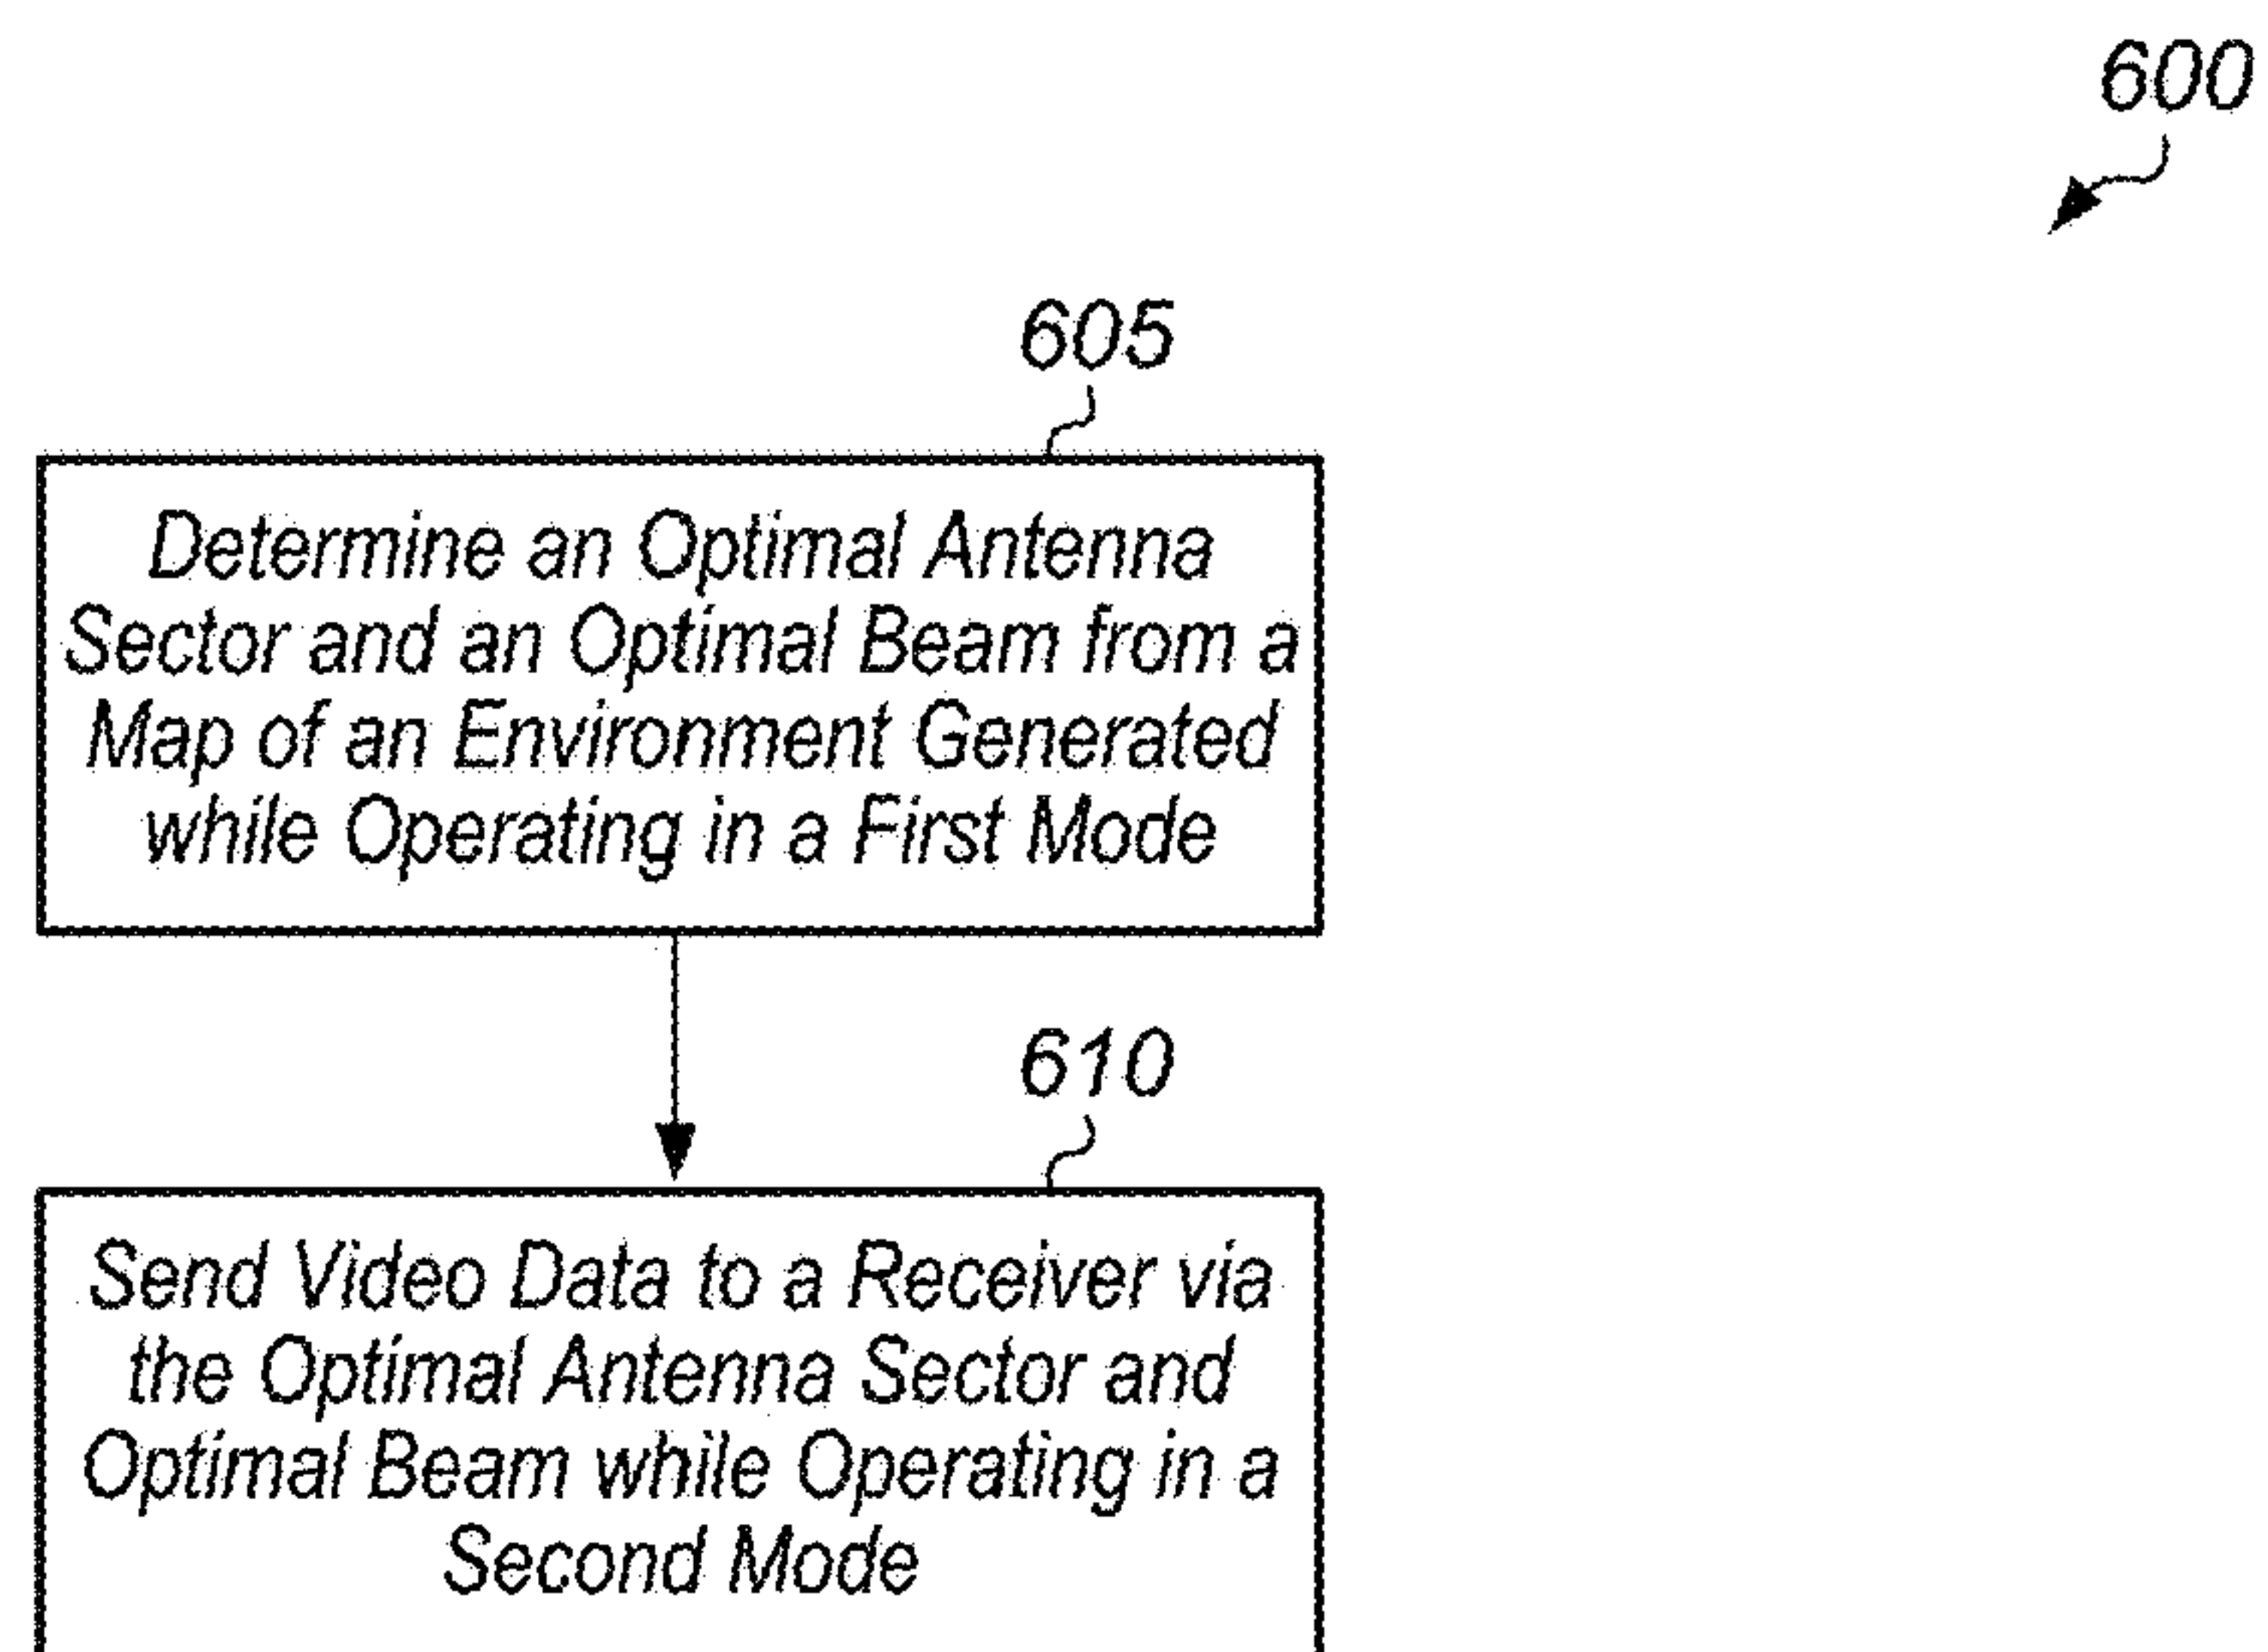 600
605
Determine an Optimal Antenna
Sector and an Optimal Beam from a
Map of an Environment Generated
while Operating in a First Mode
610
Send Video Data to a Receiver via
the Optimal Antenna Sector and
Optimal Beam while Operating in a
Second Mode